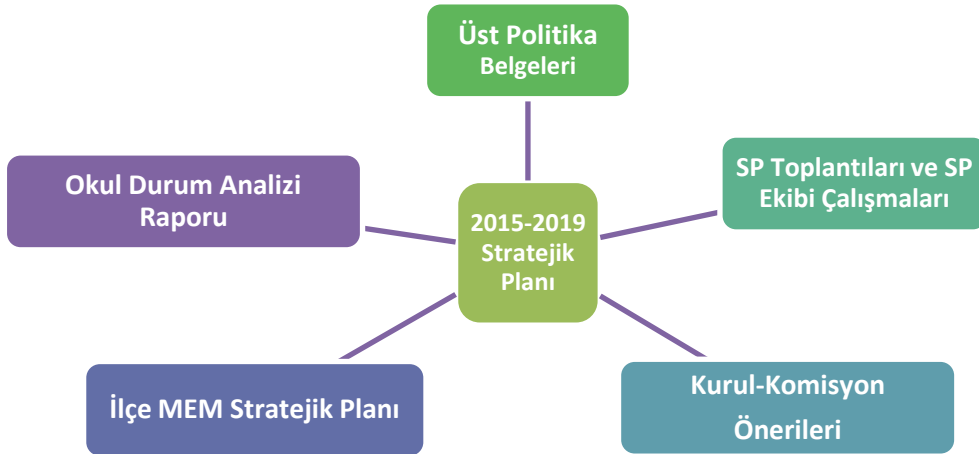 Üst Politika
Belgeleri
Okul Durum Analizi
Raporu
SP Toplantıları ve SP
Ekibi Çalışmaları
2015-2019
Stratejik
Planı
İlçe MEM Stratejik Planı
Kurul-Komisyon
Önerileri